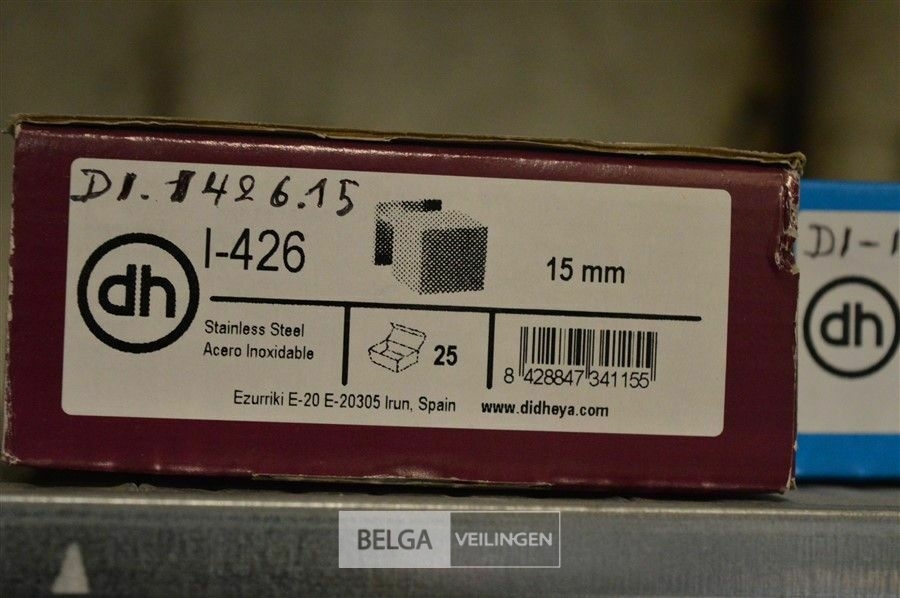 DI.1426.15
dh
I-426
15 mm
Stainless Steel
Acero Inoxidable
25
8 428847 341155
Ezurriki E-20 E-20305 Irun, Spain
www.didheya.com
DI-1
dh
BELGA VEILINGEN